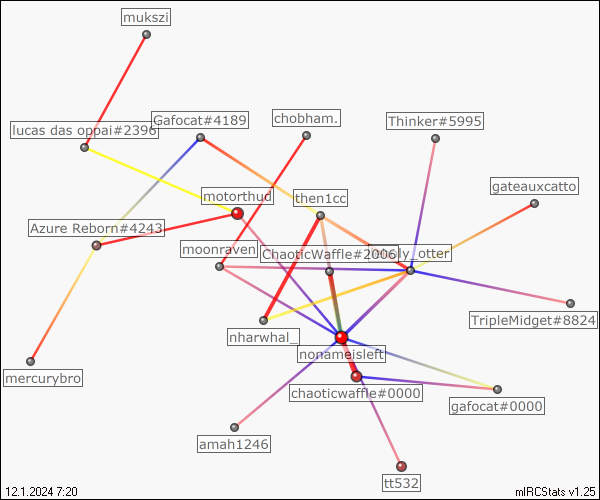 mukszi
Gafocat#4189
chobham.
Thinker#5995
lucas das oppai#2396
gateauxcatto
motorthud
then1cc
Azure Reborn#4243
moonraven
ChaoticWaffle#2006
ly_otter
TripleMidget#8824
nharwhal_
nonameisleft
mercurybro
chaoticwaffle#0000
gafocat#0000
amah1246
tt532
12.1.2024 7:20
mIRCStats v1.25